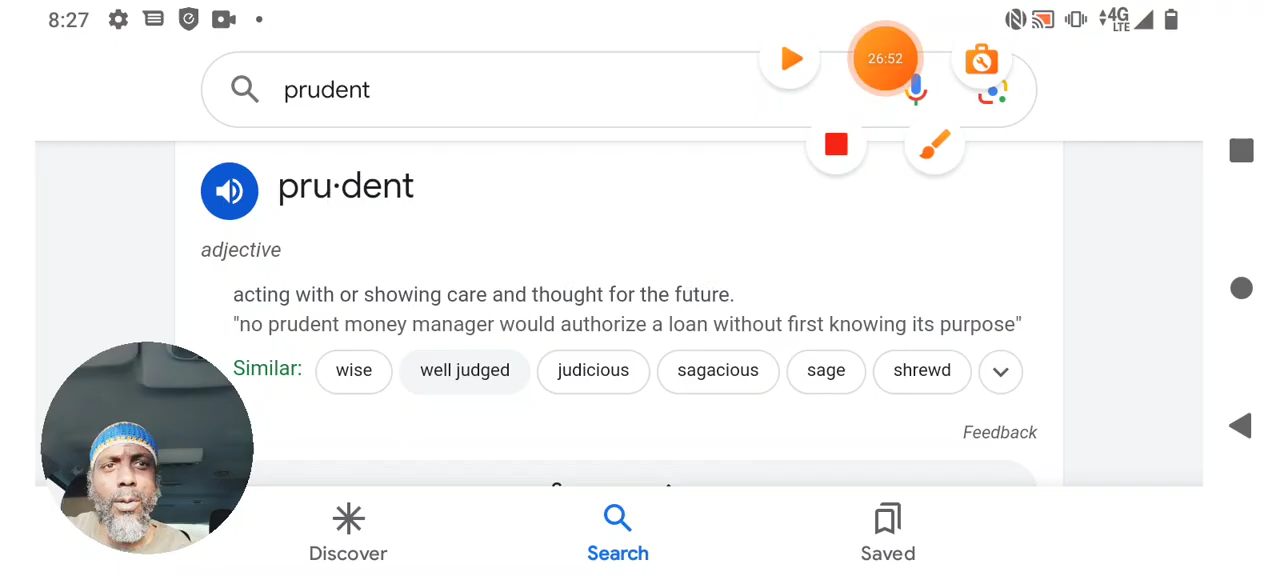 8:27
4G
LTE
26:52
prudent
pru·dent
adjective
acting with or showing care and thought for the future.
"no prudent money manager would authorize a loan without first knowing its purpose"
Similar: wise well judged judicious sagacious sage shrewd
Feedback
Discover Search Saved